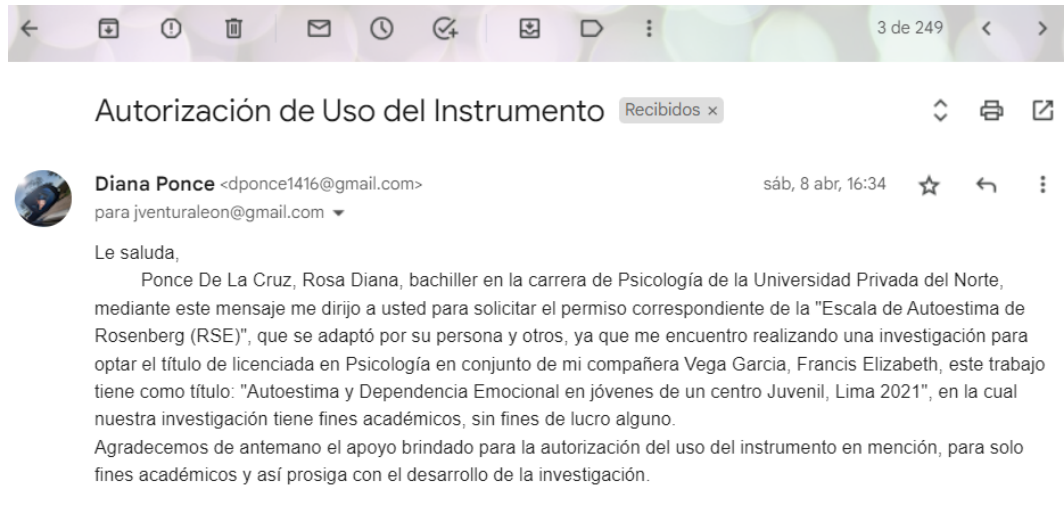 3 de 249
Autorización de Uso del Instrumento Recibidos ×
Diana Ponce <dponce1416@gmail.com> sáb, 8 abr, 16:34
para jventuraleon@gmail.com
Le saluda,
Ponce De La Cruz, Rosa Diana, bachiller en la carrera de Psicología de la Universidad Privada del Norte,
mediante este mensaje me dirijo a usted para solicitar el permiso correspondiente de la "Escala de Autoestima de
Rosenberg (RSE)", que se adaptó por su persona y otros, ya que me encuentro realizando una investigación para
optar el título de licenciada en Psicología en conjunto de mi compañera Vega Garcia, Francis Elizabeth, este trabajo
tiene como título: "Autoestima y Dependencia Emocional en jóvenes de un centro Juvenil, Lima 2021", en la cual
nuestra investigación tiene fines académicos, sin fines de lucro alguno.
Agradecemos de antemano el apoyo brindado para la autorización del uso del instrumento en mención, para solo
fines académicos y así prosiga con el desarrollo de la investigación.